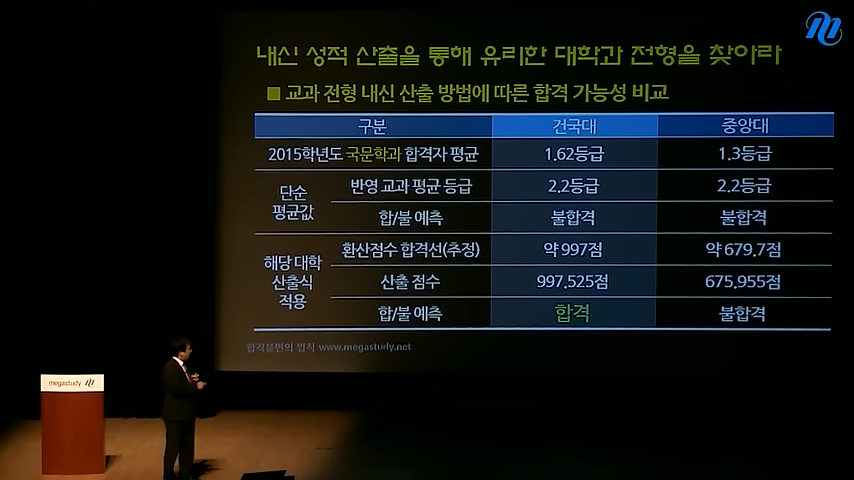 내신 성적 산출을 통해 유리한 대학과 전형을 찾아라
■ 교과 전형 내신 산출 방법에 따른 합격 가능성 비교
구분 건국대 중앙대
2015학년도 국문학과 합격자 평균 1.62등급 1.3등급
단순 평균값
반영 교과 평균 등급 2.2등급 2.2등급
합/불 예측 불합격 불합격
해당 대학 산출식 적용
환산점수 합격선(추정) 약 997점 약 679.7점
산출 점수 997.525점 675.955점
합/불 예측 합격 불합격
합격불변의 법칙 www.megastudy.net
megastudy